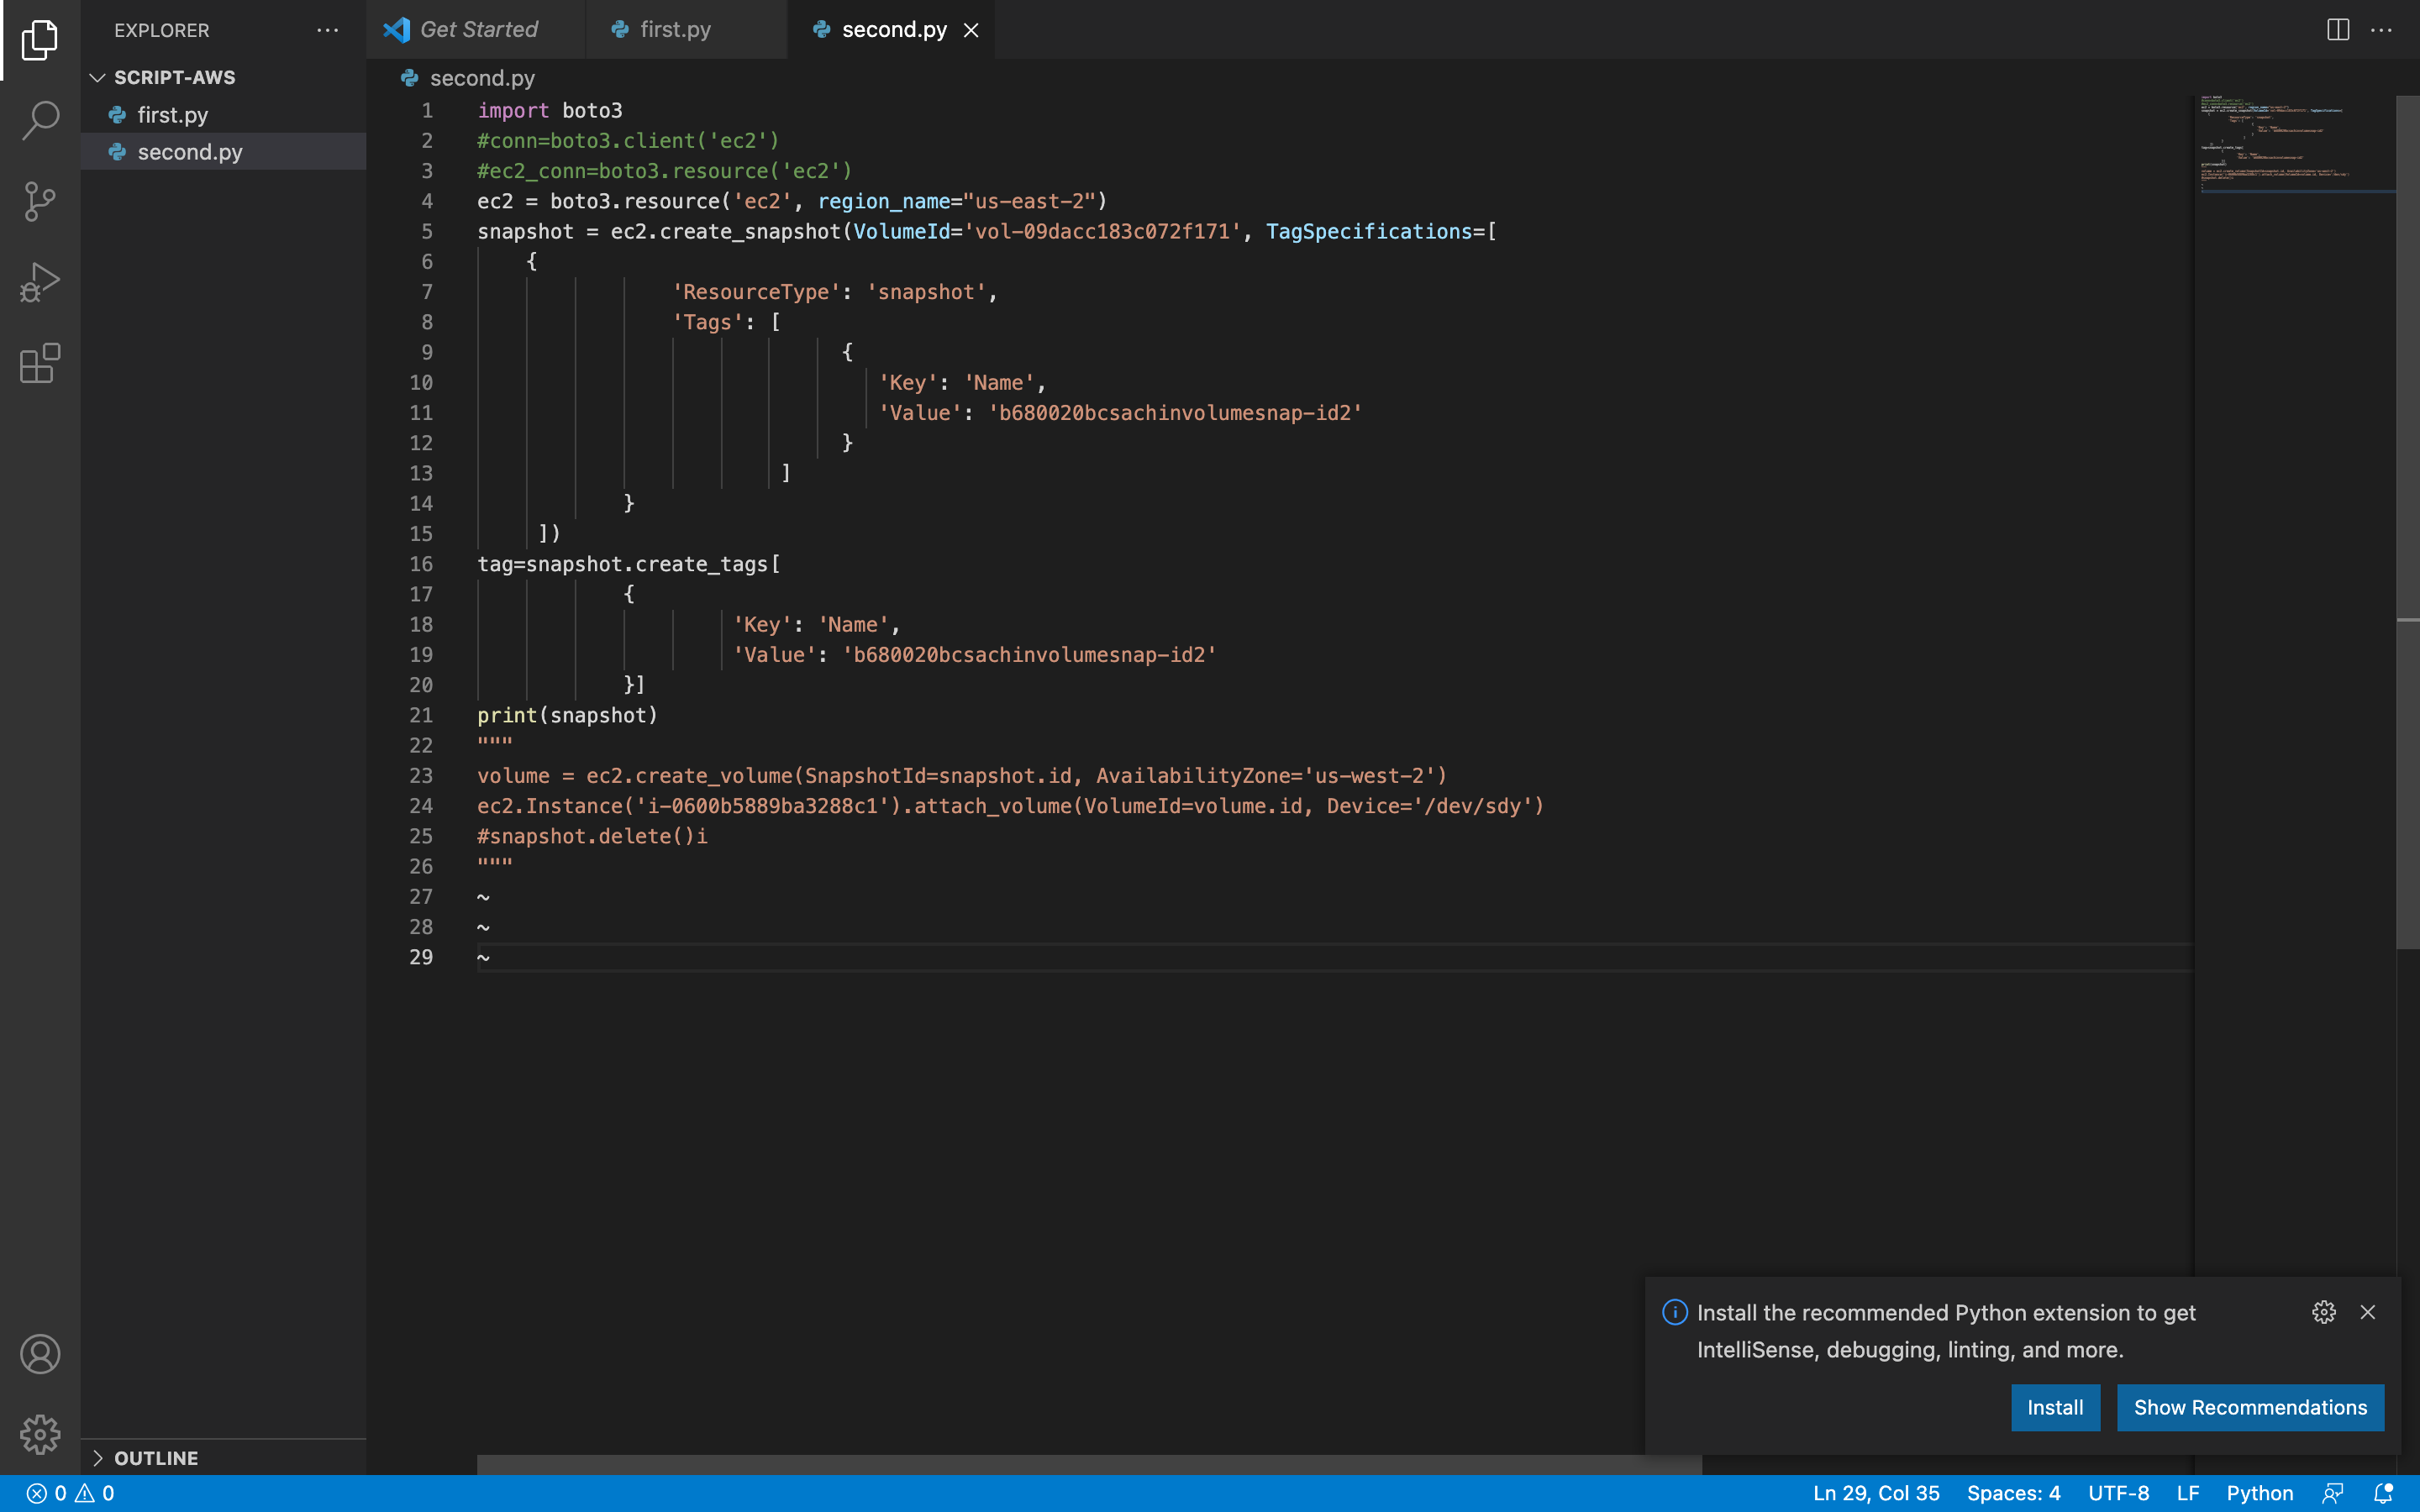 EXPLORER
SCRIPT-AWS
first.py
second.py
OUTLINE
Get Started
first.py
second.py
second.py
1 import boto3
2 #conn=boto3.client('ec2')
3 #ec2_conn=boto3.resource('ec2')
4 ec2 = boto3.resource('ec2', region_name="us-east-2")
5 snapshot = ec2.create_snapshot(VolumeId='vol-09dacc183c072f171', TagSpecifications=[
6 {
7 'ResourceType': 'snapshot',
8 'Tags': [
9 {
10 'Key': 'Name',
11 'Value': 'b680020bcsachinvolumesnap-id2'
12 }
13 ]
14 }
15 ])
16 tag=snapshot.create_tags[
17 {
18 'Key': 'Name',
19 'Value': 'b680020bcsachinvolumesnap-id2'
20 }]
21 print(snapshot)
22 """
23 volume = ec2.create_volume(SnapshotId=snapshot.id, AvailabilityZone='us-west-2')
24 ec2.Instance('i-0600b5889ba3288c1').attach_volume(VolumeId=volume.id, Device='/dev/sdy')
25 #snapshot.delete()i
26 """
27 ~
28 ~
29 ~
Install the recommended Python extension to get
IntelliSense, debugging, linting, and more.
Install
Show Recommendations
0 0
Ln 29, Col 35
Spaces: 4
UTF-8
LF
Python